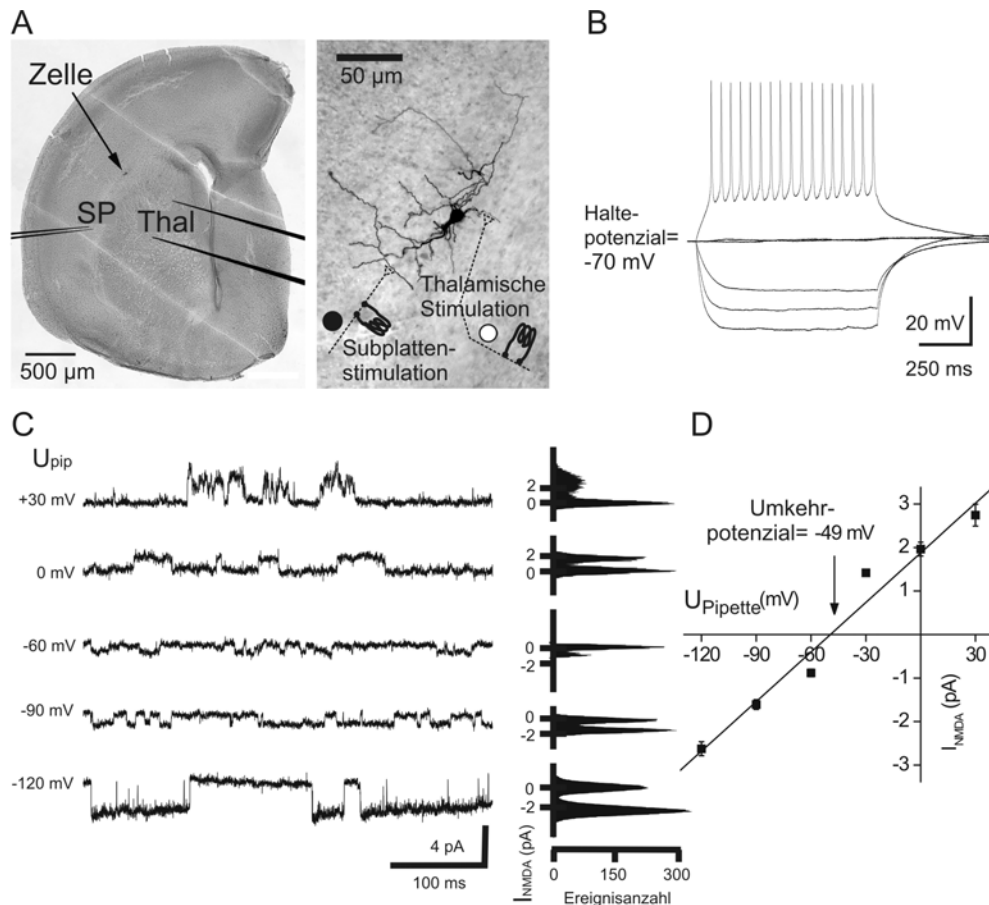 A
Zelle
SP
Thal
500 µm
50 µm
Thalamische
Stimulation
Subplatten-
stimulation
B
Halte-
potenzial=
-70 mV
20 mV
250 ms
C
Upip
+30 mV
0 mV
-60 mV
-90 mV
-120 mV
4 pA
100 ms
2
0
2
0
0
-2
0
-2
0
-2
INMDA (pA)
0 150 300
Ereignisanzahl
D
Umkehr-
potenzial= -49 mV
UPipette(mV)
3
2
1
-120 -90 -60 -30 30
-1
-2
-3
INMDA (pA)